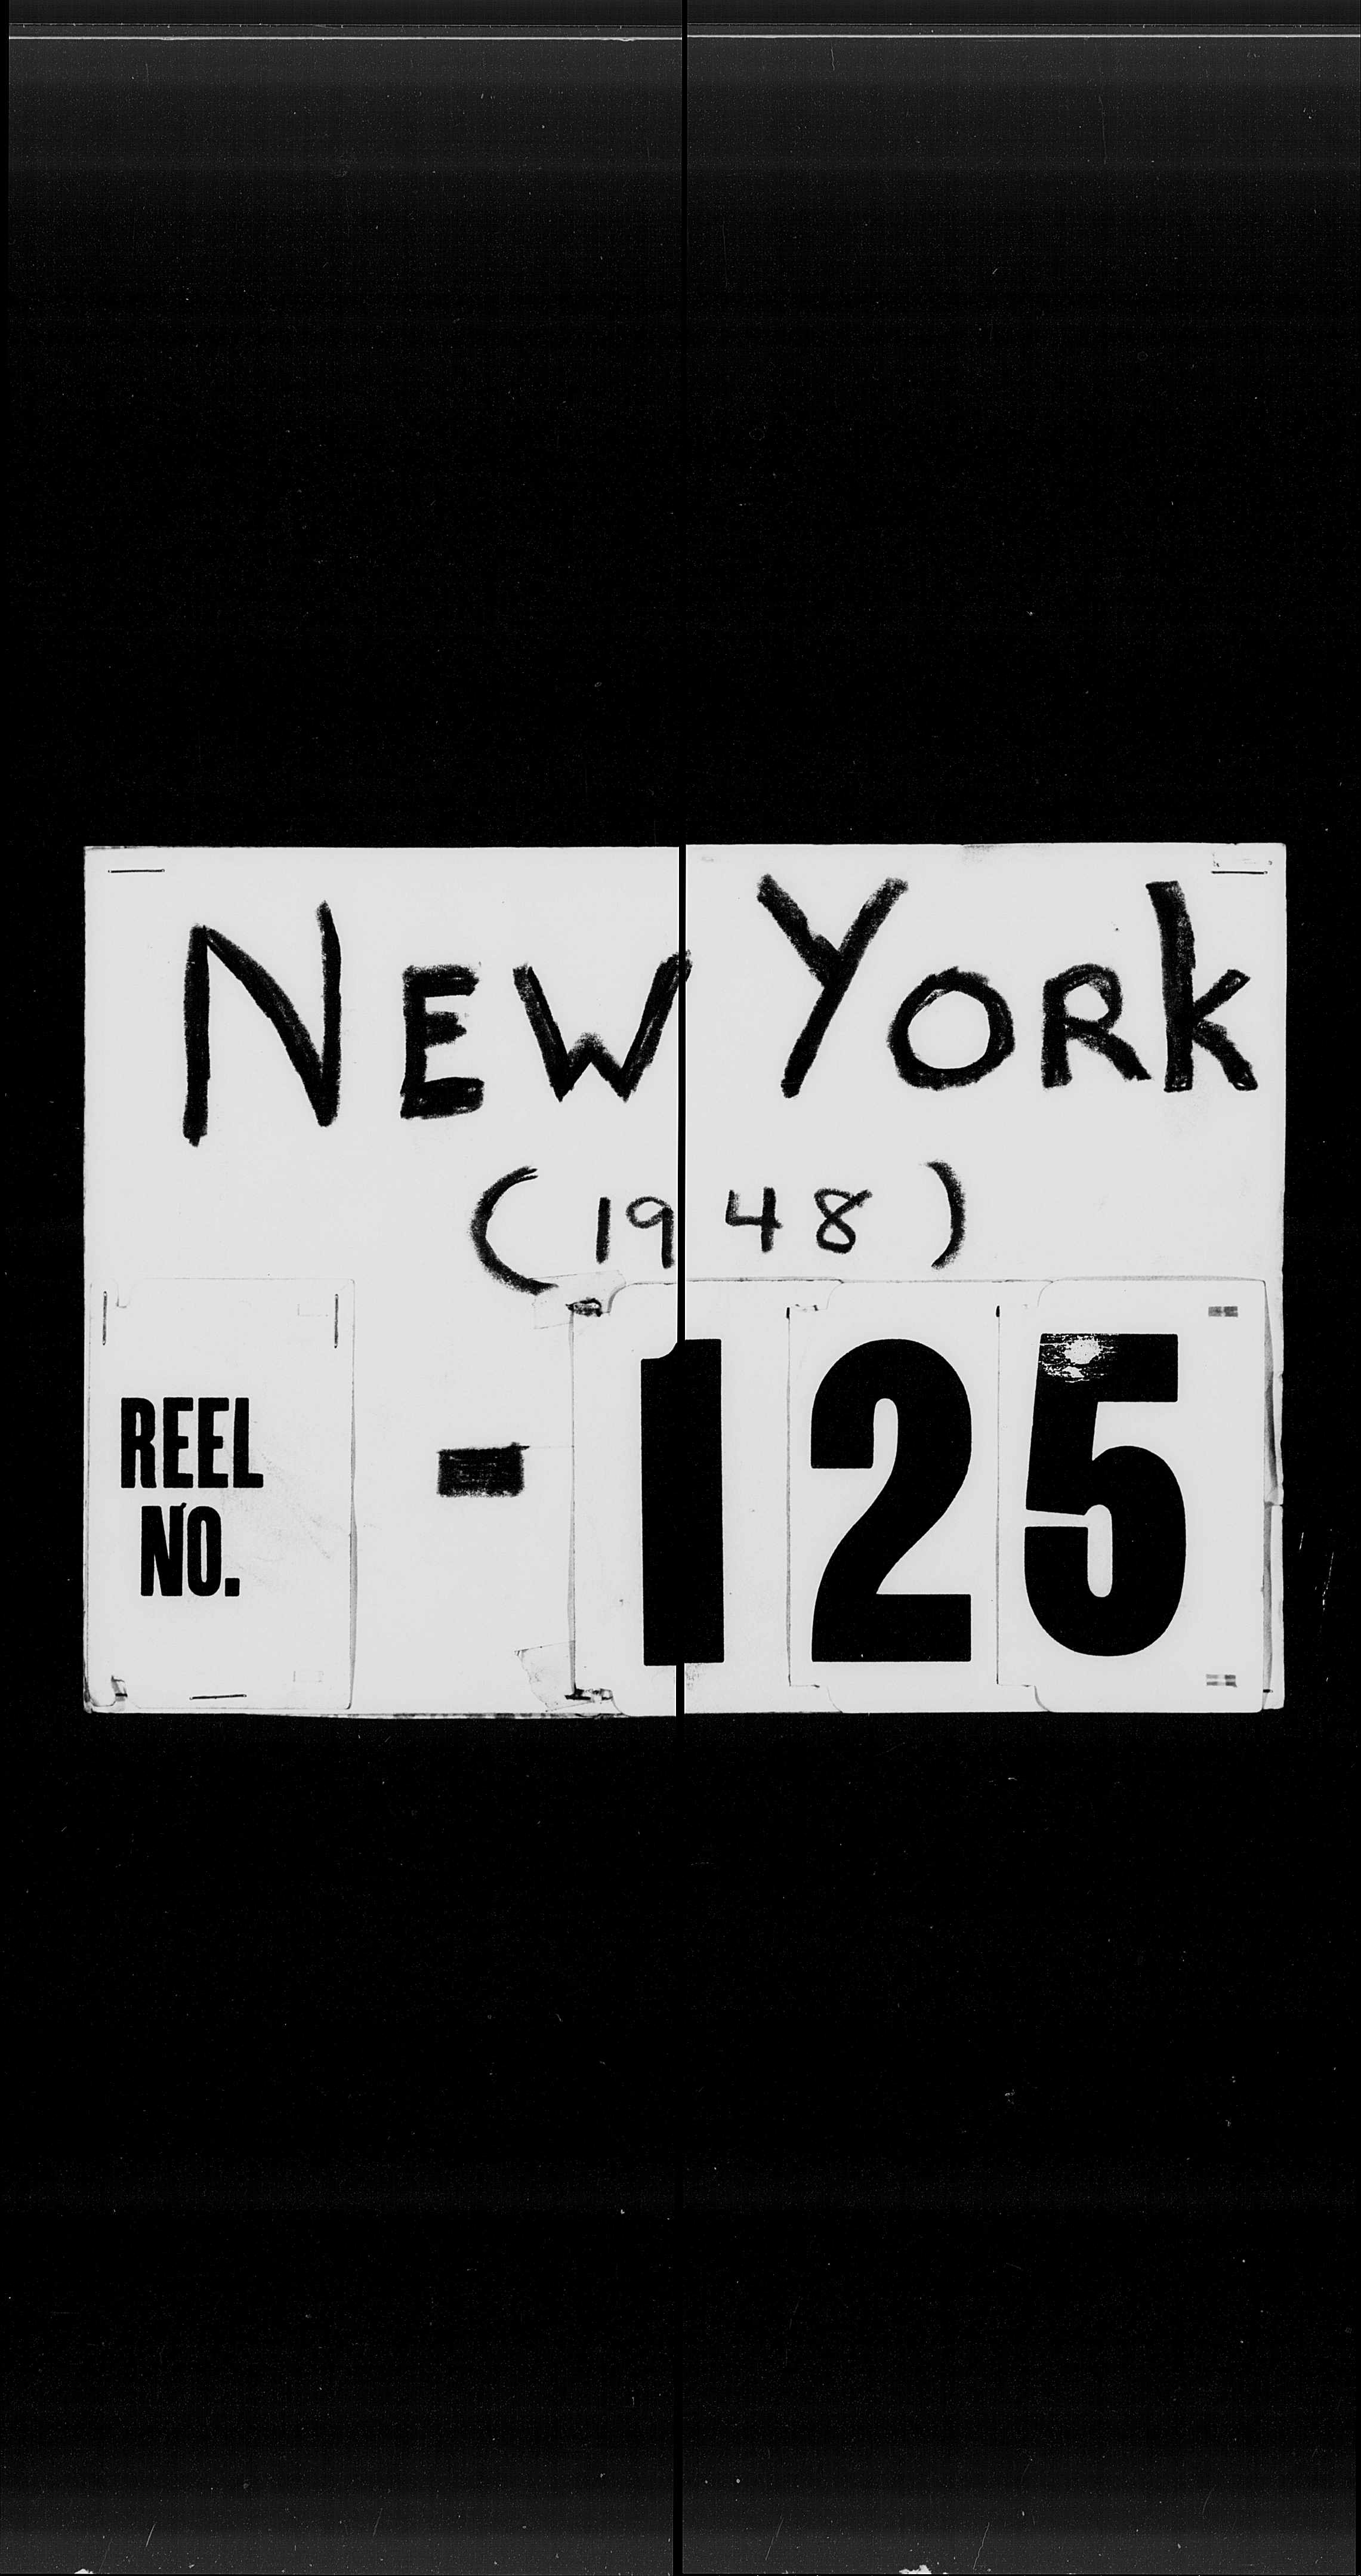 NEW YORK
(1948)
REEL
NO.
- 125